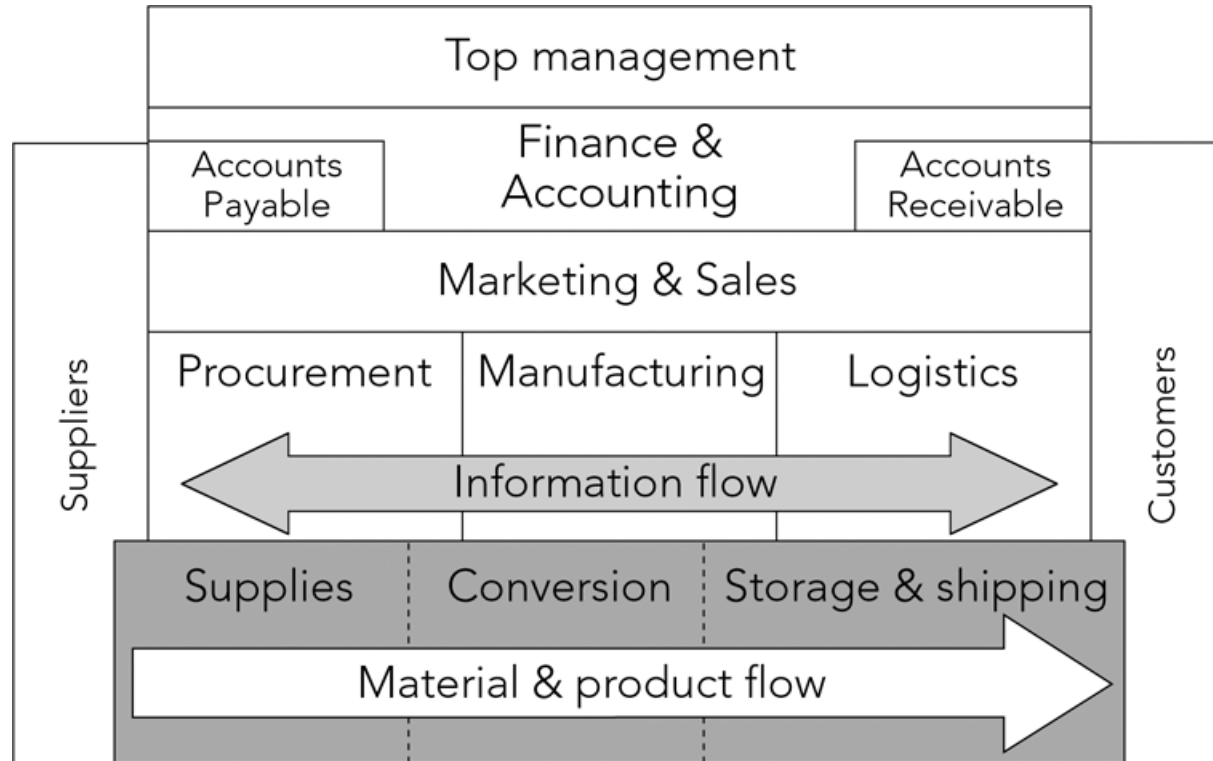 Top management
Finance &
Accounting
Accounts
Payable
Accounts
Receivable
Marketing & Sales
Suppliers
Procurement
Manufacturing
Logistics
Customers
Information flow
Supplies
Conversion
Storage & shipping
Material & product flow